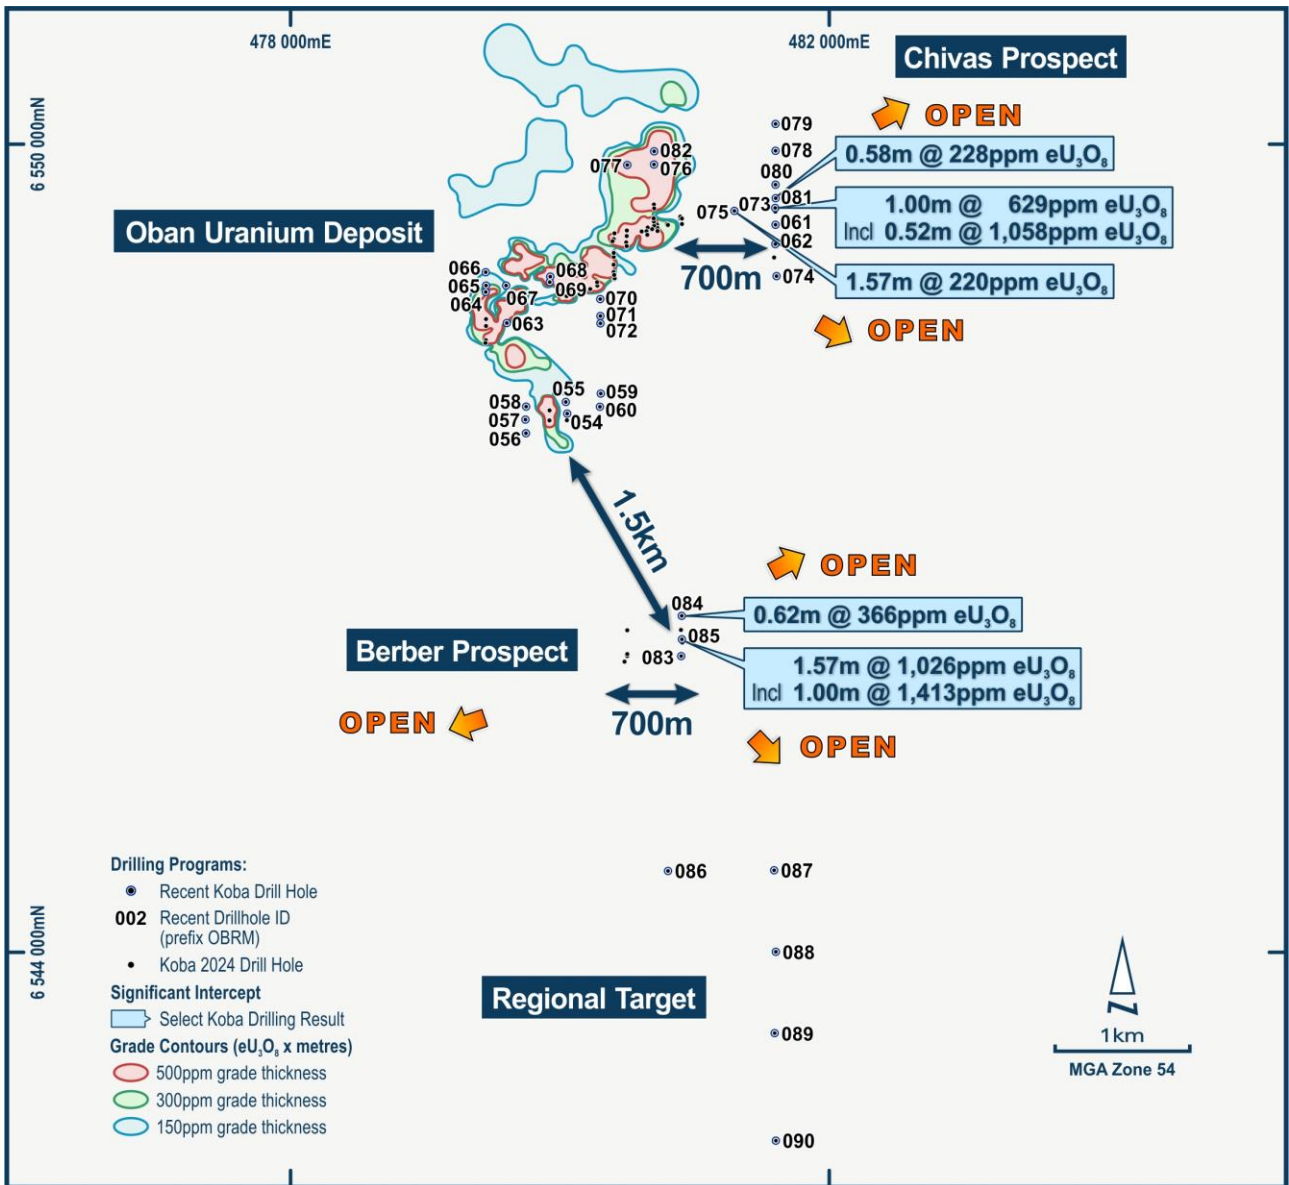 478 000mE
482 000mE
Chivas Prospect
OPEN
6 550 000mN
079
078
0.58m @ 228ppm eU₃O₈
082
077
076
080
081
073
075
1.00m @ 629ppm eU₃O₈
Incl 0.52m @ 1,058ppm eU₃O₈
061
062
Oban Uranium Deposit
700m
074
1.57m @ 220ppm eU₃O₈
066
065
064
068
069
067
063
070
071
072
OPEN
055
059
058
060
057
054
056
1.5km
OPEN
084
0.62m @ 366ppm eU₃O₈
085
Berber Prospect
083
1.57m @ 1,026ppm eU₃O₈
Incl 1.00m @ 1,413ppm eU₃O₈
700m
OPEN
OPEN
086
087
Drilling Programs:
Recent Koba Drill Hole
002 Recent Drillhole ID
(prefix OBRM)
Koba 2024 Drill Hole
Significant Intercept
Select Koba Drilling Result
Grade Contours (eU₃O₈ x metres)
500ppm grade thickness
300ppm grade thickness
150ppm grade thickness
6 544 000mN
088
Regional Target
089
090
N
1km
MGA Zone 54